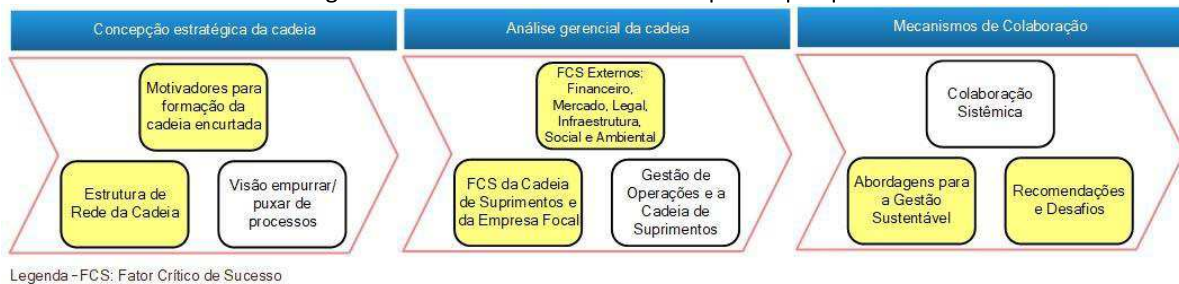 Concepção estratégica da cadeia
Motivadores para
formação da
cadeia encurtada
Estrutura de
Rede da Cadeia
Visão empurrar/
puxar de
processos
Análise gerencial da cadeia
FCS Externos:
Financeiro,
Mercado, Legal,
Infraestrutura,
Social e Ambiental
FCS da Cadeia
de Suprimentos e
da Empresa Focal
Gestão de
Operações e a
Cadeia de
Suprimentos
Mecanismos de Colaboração
Colaboração
Sistêmica
Abordagens para
a Gestão
Sustentável
Recomendações
e Desafios
Legenda – FCS: Fator Crítico de Sucesso